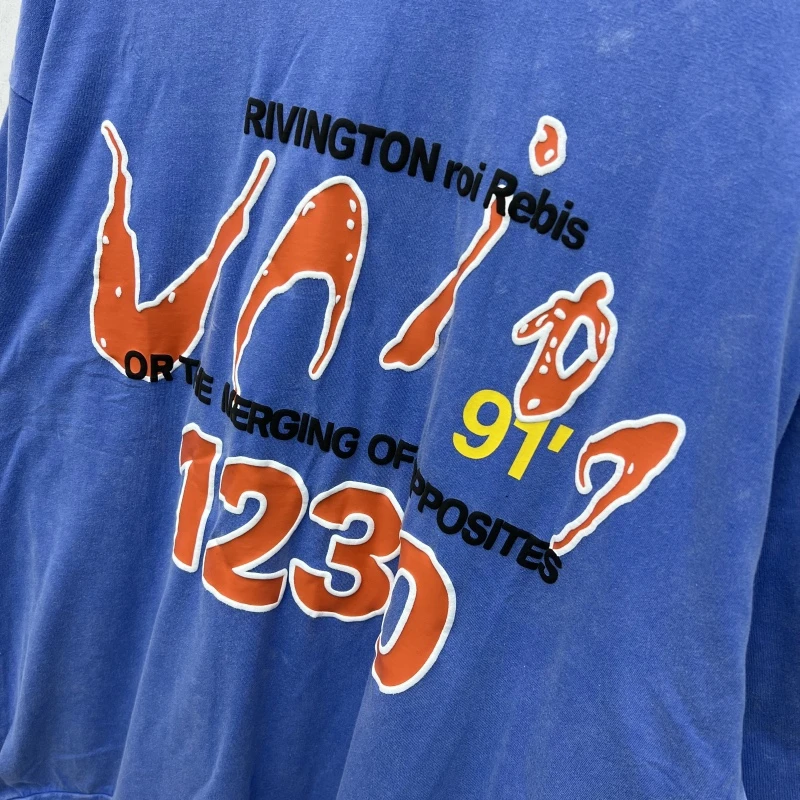 RIVINGTON roi Rebis
OR THE MERGING OF OPPOSITES
91'
1230